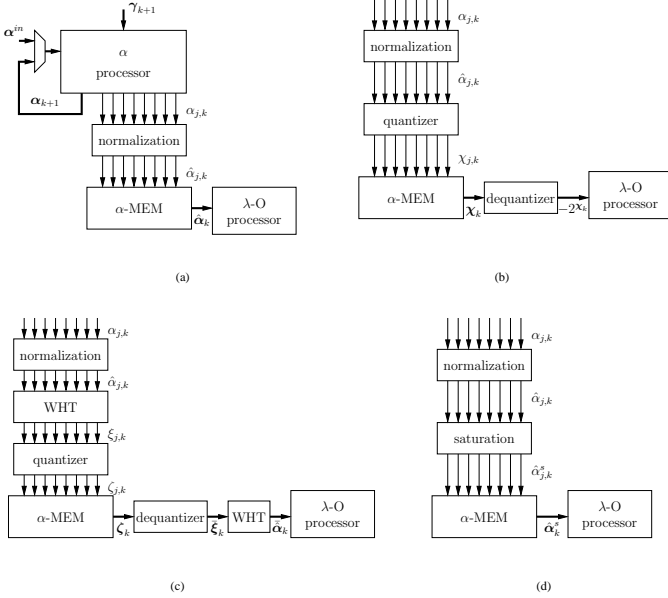 γ_{k+1}
α^{in}
α
processor
α_{k+1}
α_{j,k}
normalization
α̂_{j,k}
α-MEM
α̂_k
λ-O
processor
(a)
α_{j,k}
normalization
α̂_{j,k}
quantizer
χ_{j,k}
α-MEM
χ_k
dequantizer
−2^{χ_k}
λ-O
processor
(b)
α_{j,k}
normalization
α̂_{j,k}
WHT
ξ_{j,k}
quantizer
ζ_{j,k}
α-MEM
ζ_k
dequantizer
ξ̄_k
WHT
ᾱ̂_k
λ-O
processor
(c)
α_{j,k}
normalization
α̂_{j,k}
saturation
α̂^s_{j,k}
α-MEM
α̂^s_k
λ-O
processor
(d)